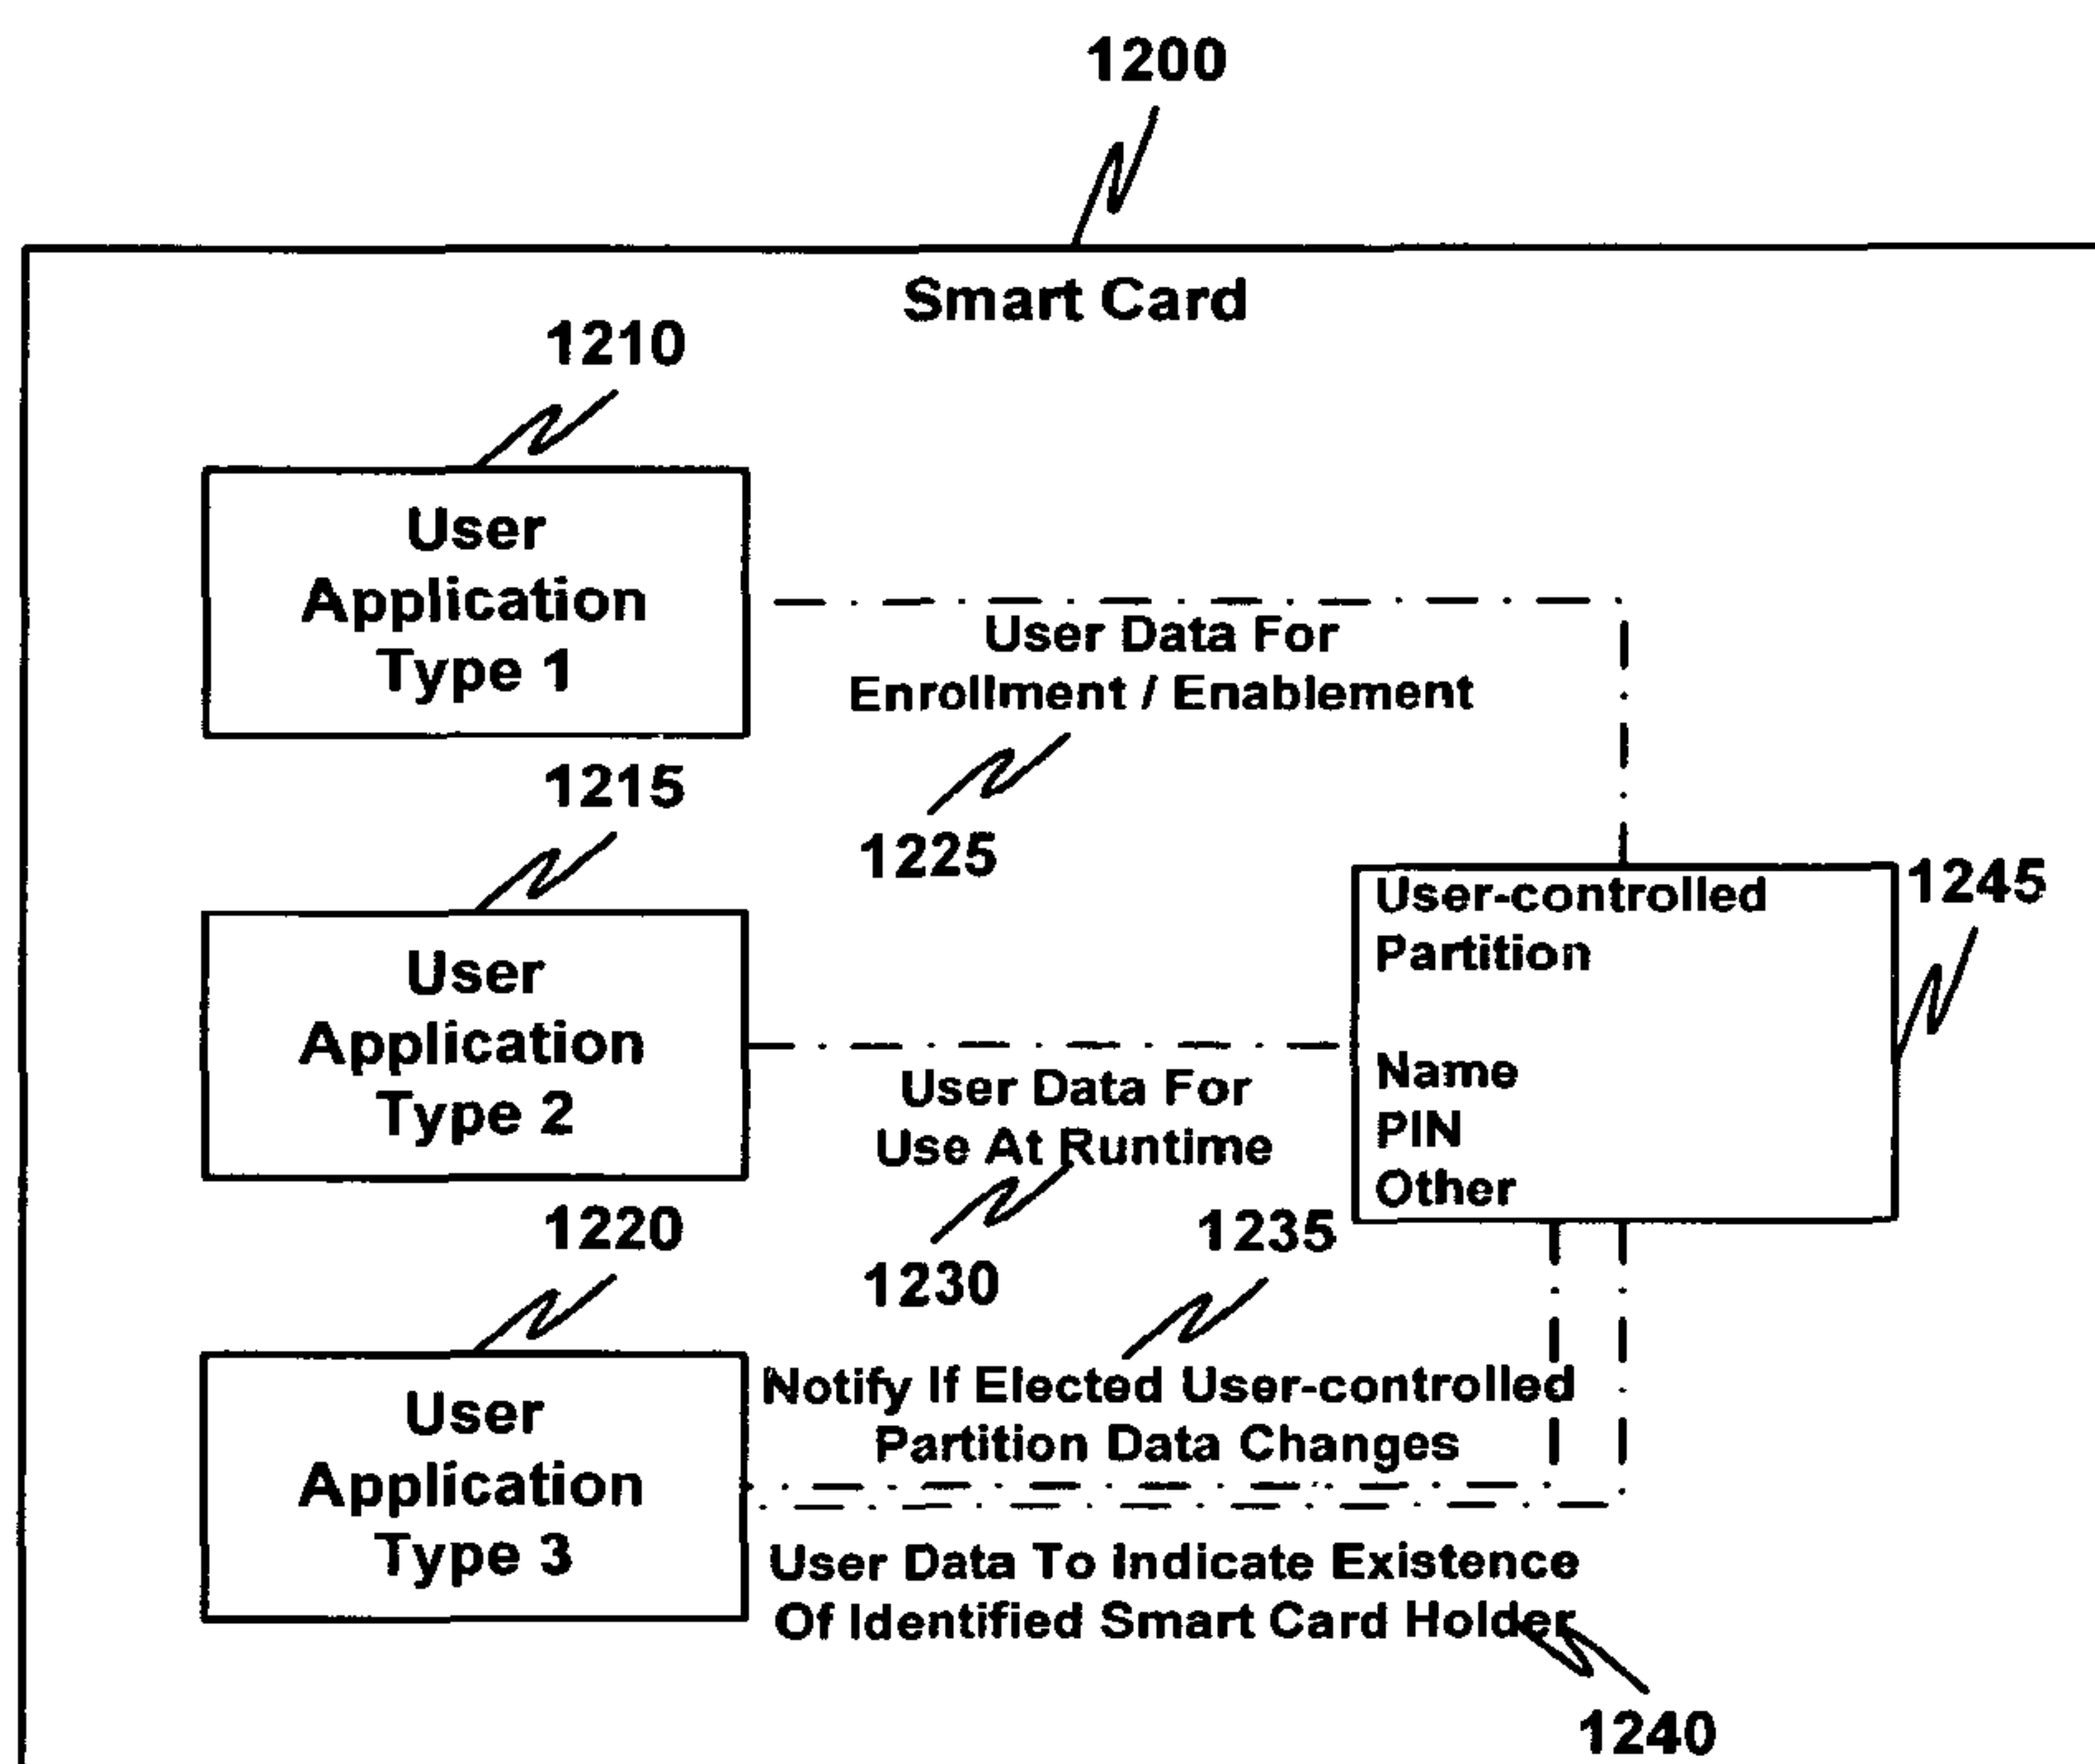 1200
Smart Card
1210
User
Application
Type 1
User Data For
Enrollment / Enablement
1225
1215
User
Application
Type 2
User Data For
Use At Runtime
1230
1245
User-controlled
Partition
Name
PIN
Other
1220
User
Application
Type 3
1235
Notify If Elected User-controlled
Partition Data Changes
User Data To Indicate Existence
Of Identified Smart Card Holder
1240